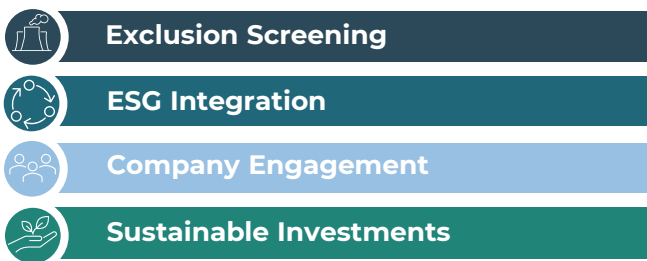 Exclusion Screening
ESG Integration
Company Engagement
Sustainable Investments